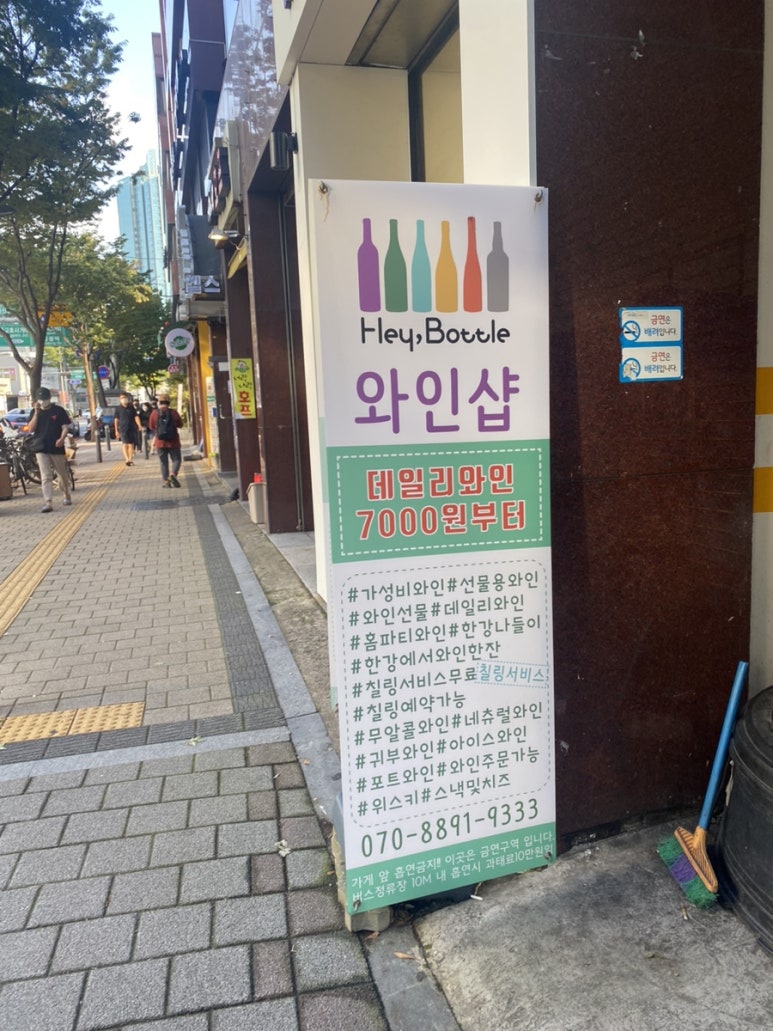 Hey, Bottle
와인샵
데일리와인
7000원부터
#가성비와인#선물용와인
#와인선물#데일리와인
#홈파티와인#한강나들이
#한강에서와인한잔
#칠링서비스무료 칠링서비스
#칠링예약가능
#무알콜와인#네츄럴와인
#귀부와인#아이스와인
#포트와인#와인주문가능
#위스키#스낵및치즈
070-8891-9333
가게 앞 흡연금지!! 이곳은 금연구역 입니다.
버스정류장 10M 내 흡연시 과태료10만원
금연은
배려입니다.
금연은
배려입니다.
호프